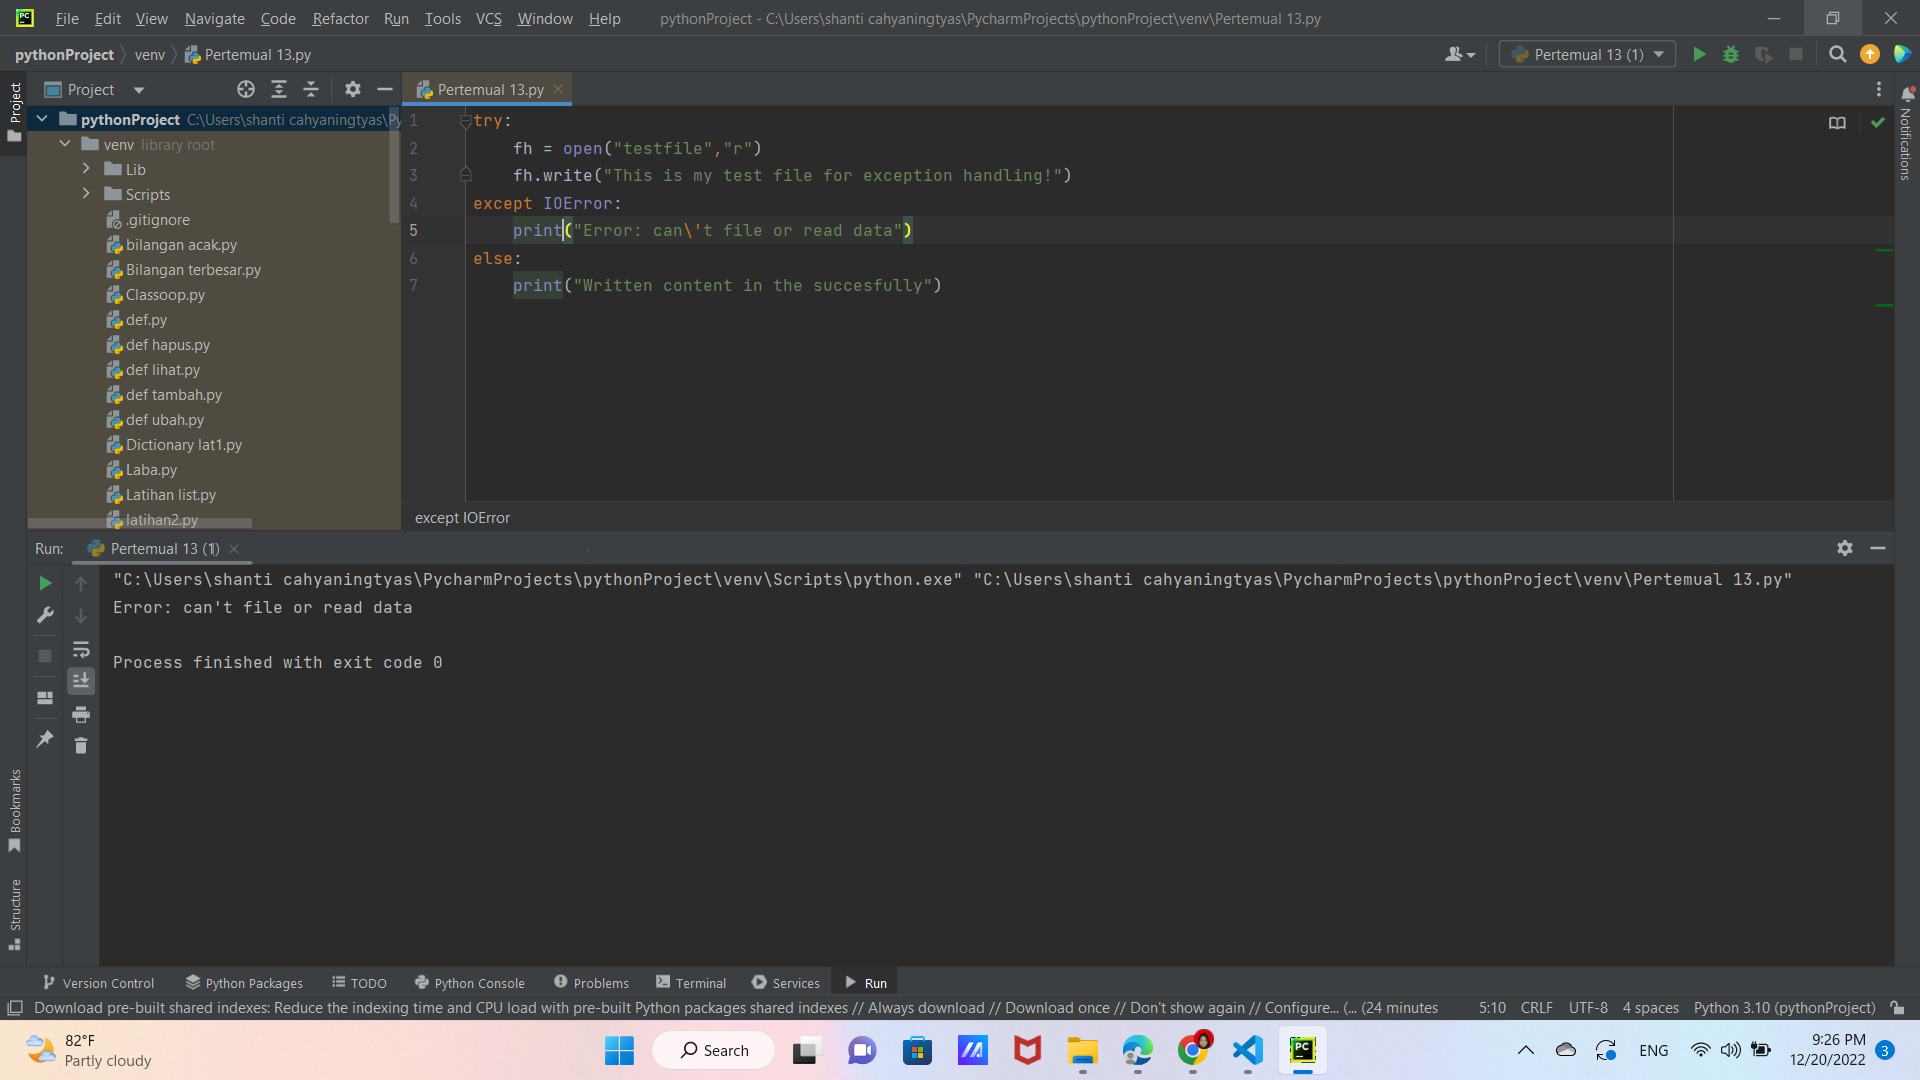 PC File Edit View Navigate Code Refactor Run Tools VCS Window Help pythonProject - C:\Users\shanti cahyaningtyas\PycharmProjects\pythonProject\venv\Pertemual 13.py
pythonProject venv Pertemual 13.py Pertemual 13 (1)
Project Project Pertemual 13.py
Notifications
pythonProject C:\Users\shanti cahyaningtyas\Py
venv library root
Lib
Scripts
.gitignore
bilangan acak.py
Bilangan terbesar.py
Classoop.py
def.py
def hapus.py
def lihat.py
def tambah.py
def ubah.py
Dictionary lat1.py
Laba.py
Latihan list.py
latihan2.py
1 try:
2 fh = open("testfile","r")
3 fh.write("This is my test file for exception handling!")
4 except IOError:
5 print("Error: can\'t file or read data")
6 else:
7 print("Written content in the succesfully")
except IOError
Run: Pertemual 13 (1)
"C:\Users\shanti cahyaningtyas\PycharmProjects\pythonProject\venv\Scripts\python.exe" "C:\Users\shanti cahyaningtyas\PycharmProjects\pythonProject\venv\Pertemual 13.py"
Error: can't file or read data
Process finished with exit code 0
Bookmarks
Structure
Version Control Python Packages TODO Python Console Problems Terminal Services Run
Download pre-built shared indexes: Reduce the indexing time and CPU load with pre-built Python packages shared indexes // Always download // Download once // Don't show again // Configure... (... (24 minutes 5:10 CRLF UTF-8 4 spaces Python 3.10 (pythonProject)
82°F
Partly cloudy
Search
PC
ENG
9:26 PM
12/20/2022
3